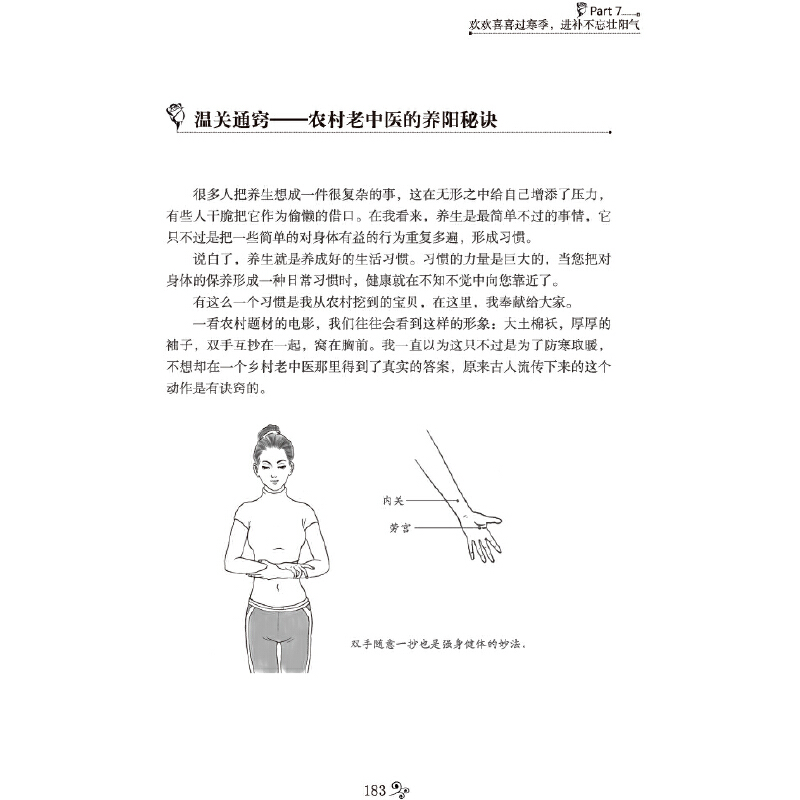 Part 7
欢欢喜喜过寒季，进补不忘壮阳气
温关通窍——农村老中医的养阳秘诀
很多人把养生想成一件很复杂的事，这在无形之中给自己增添了压力，
有些人干脆把它作为偷懒的借口。在我看来，养生是最简单不过的事情，它
只不过是把一些简单的对身体有益的行为重复多遍，形成习惯。
说白了，养生就是养成好的生活习惯。习惯的力量是巨大的，当您把对
身体的保养形成一种日常习惯时，健康就在不知不觉中向您靠近了。
有这么一个习惯是我从农村挖到的宝贝，在这里，我奉献给大家。
一看农村题材的电影，我们往往会看到这样的形象：大土棉袄，厚厚的
袖子，双手互抄在一起，窝在胸前。我一直以为这只不过是为了防寒取暖，
不想却在一个乡村老中医那里得到了真实的答案，原来古人流传下来的这个
动作是有诀窍的。
内关
劳宫
双手随意一抄也是强身健体的妙法。
183